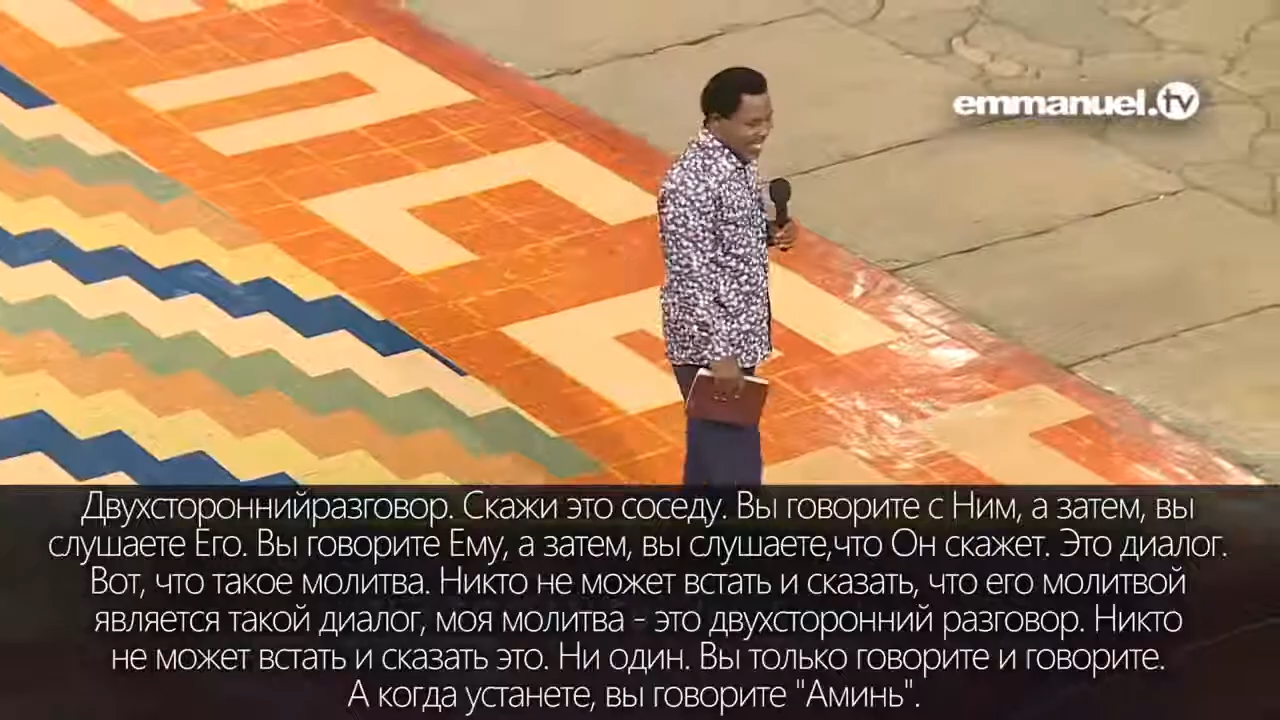 emmanuel.tv
Двухстороннийразговор. Скажи это соседу. Вы говорите с Ним, а затем, вы
слушаете Его. Вы говорите Ему, а затем, вы слушаете,что Он скажет. Это диалог.
Вот, что такое молитва. Никто не может встать и сказать, что его молитвой
является такой диалог, моя молитва - это двухсторонний разговор. Никто
не может встать и сказать это. Ни один. Вы только говорите и говорите.
А когда устанете, вы говорите "Аминь".